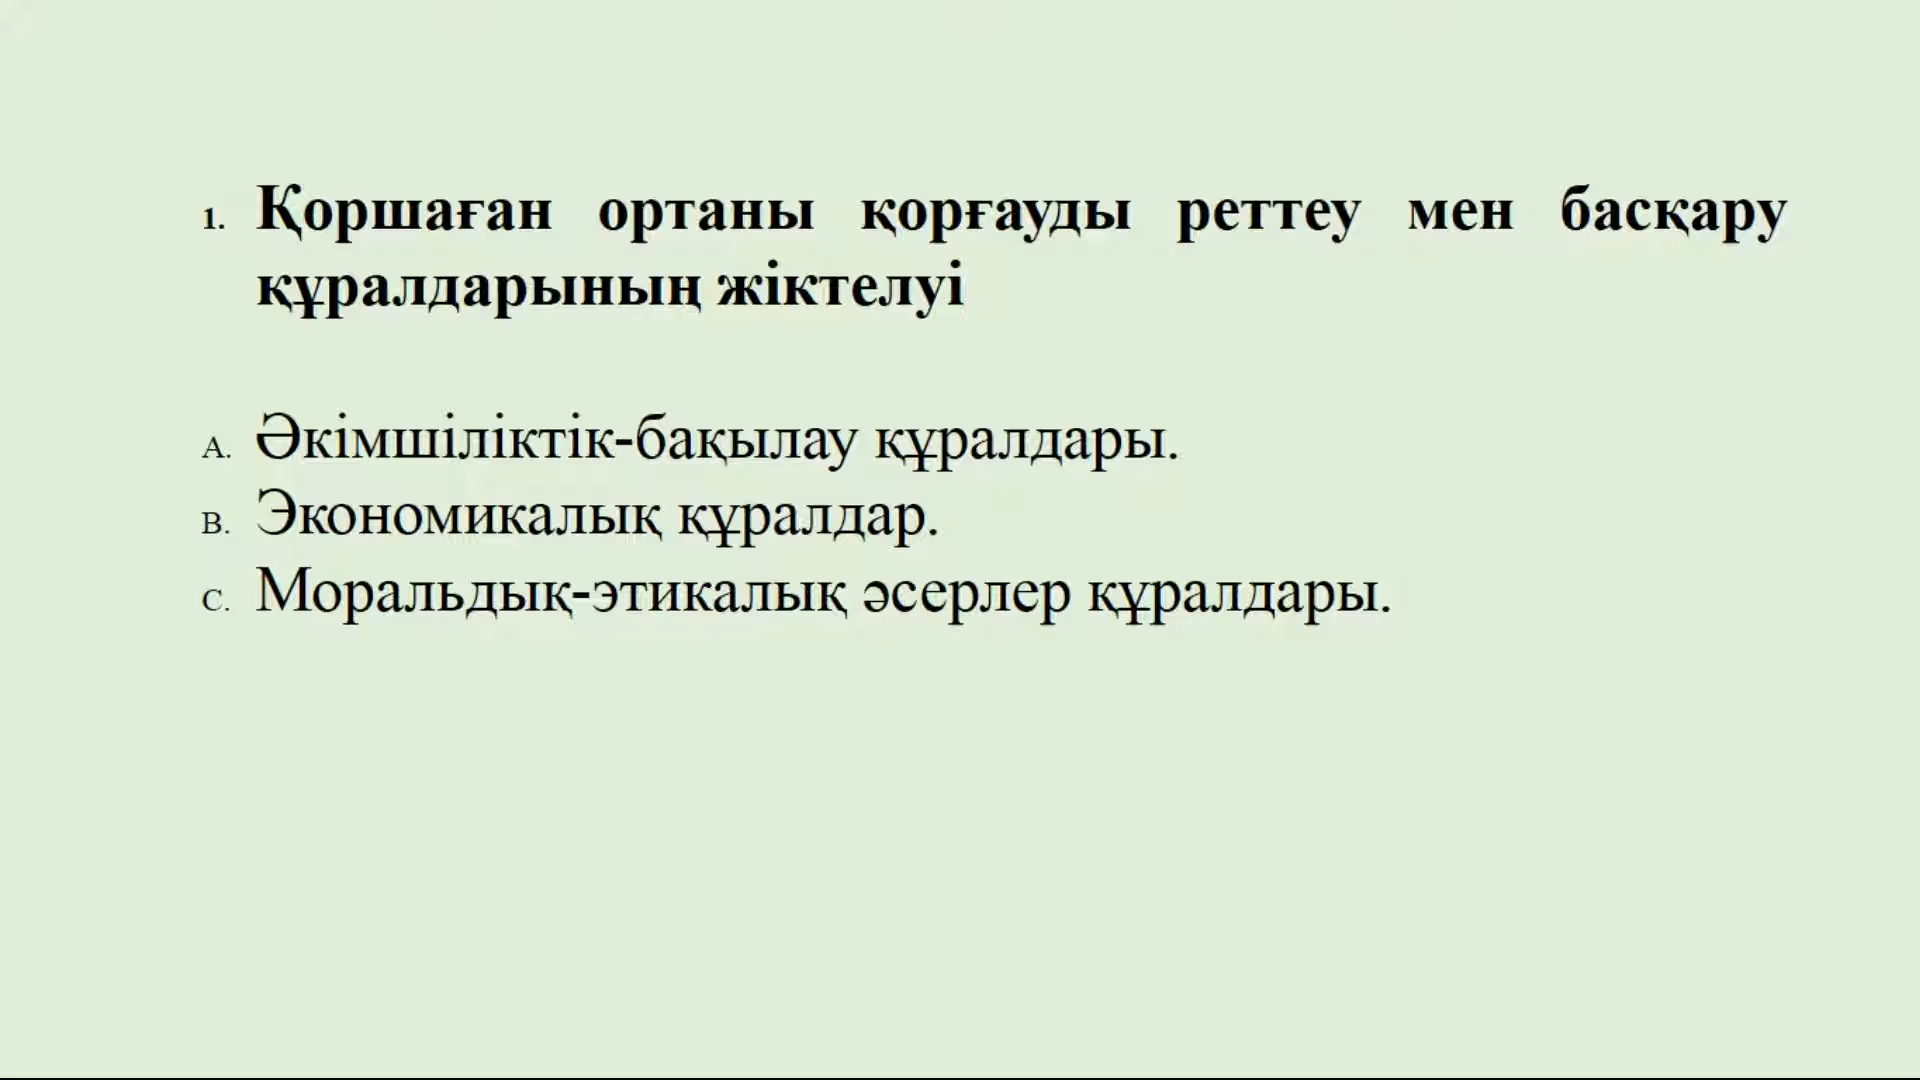 1. Қоршаған ортаны қорғауды реттеу мен басқару
құралдарының жіктелуі
A. Әкімшіліктік-бақылау құралдары.
B. Экономикалық құралдар.
C. Моральдық-этикалық әсерлер құралдары.